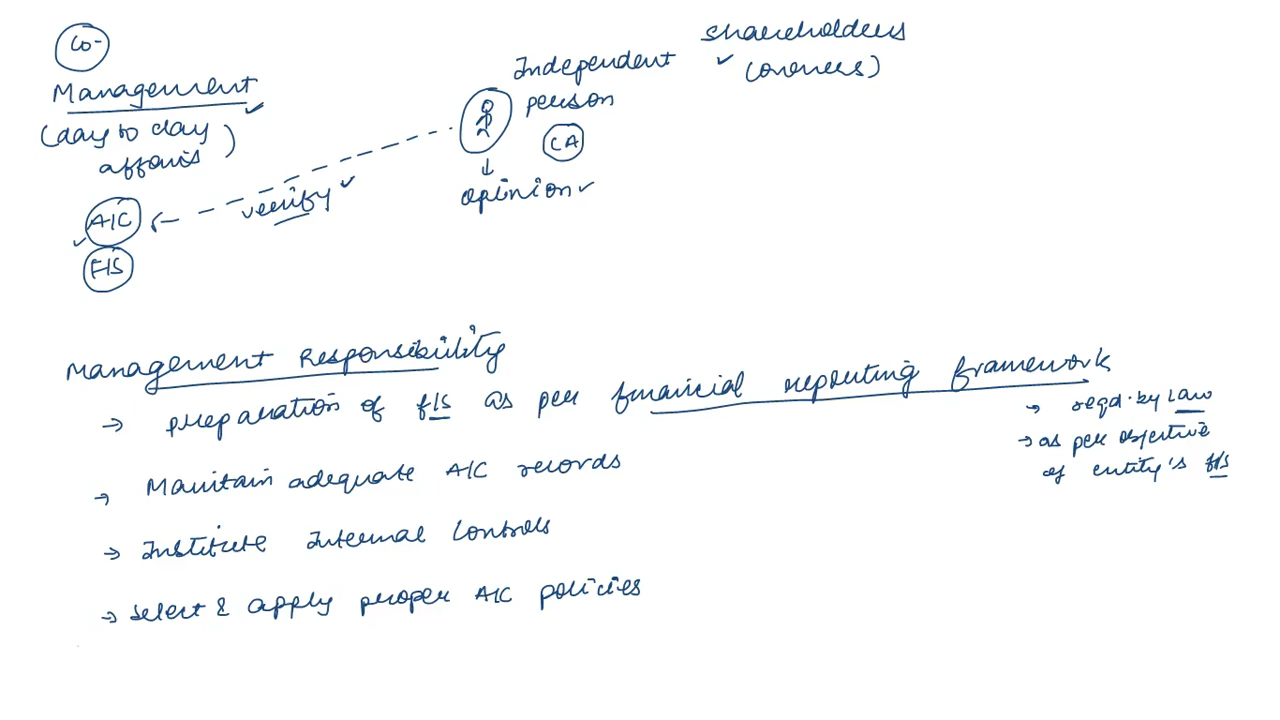 Co-
Management
(day to day
affairs)
A/C
F/S
verify
Independent
person
CA
opinion
shareholders
(owners)
Management Responsibility
→ preparation of f/s as per financial reporting framework
→ reqd. by Law
→ as per objective
of entity's f/s
→ Maintain adequate A/C records
→ Institute Internal Controls
→ select & apply proper A/C policies